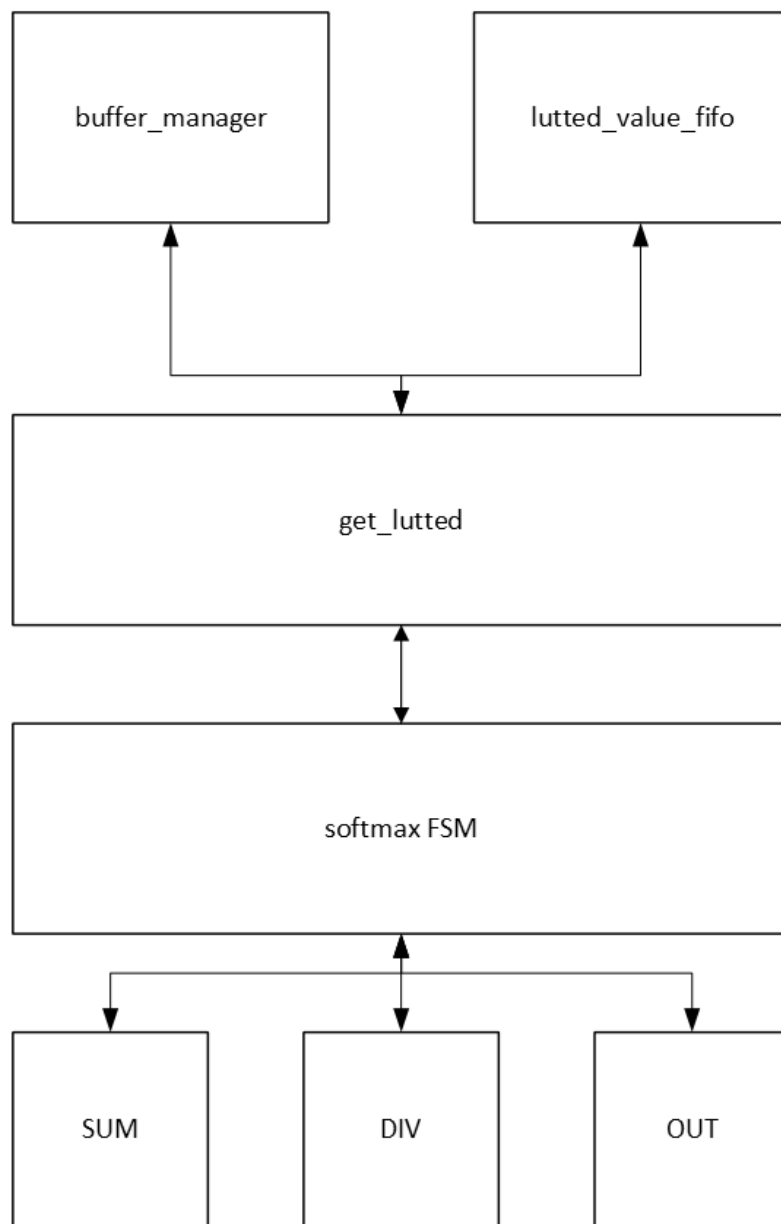 buffer_manager
lutted_value_fifo
get_lutted
softmax FSM
SUM
DIV
OUT